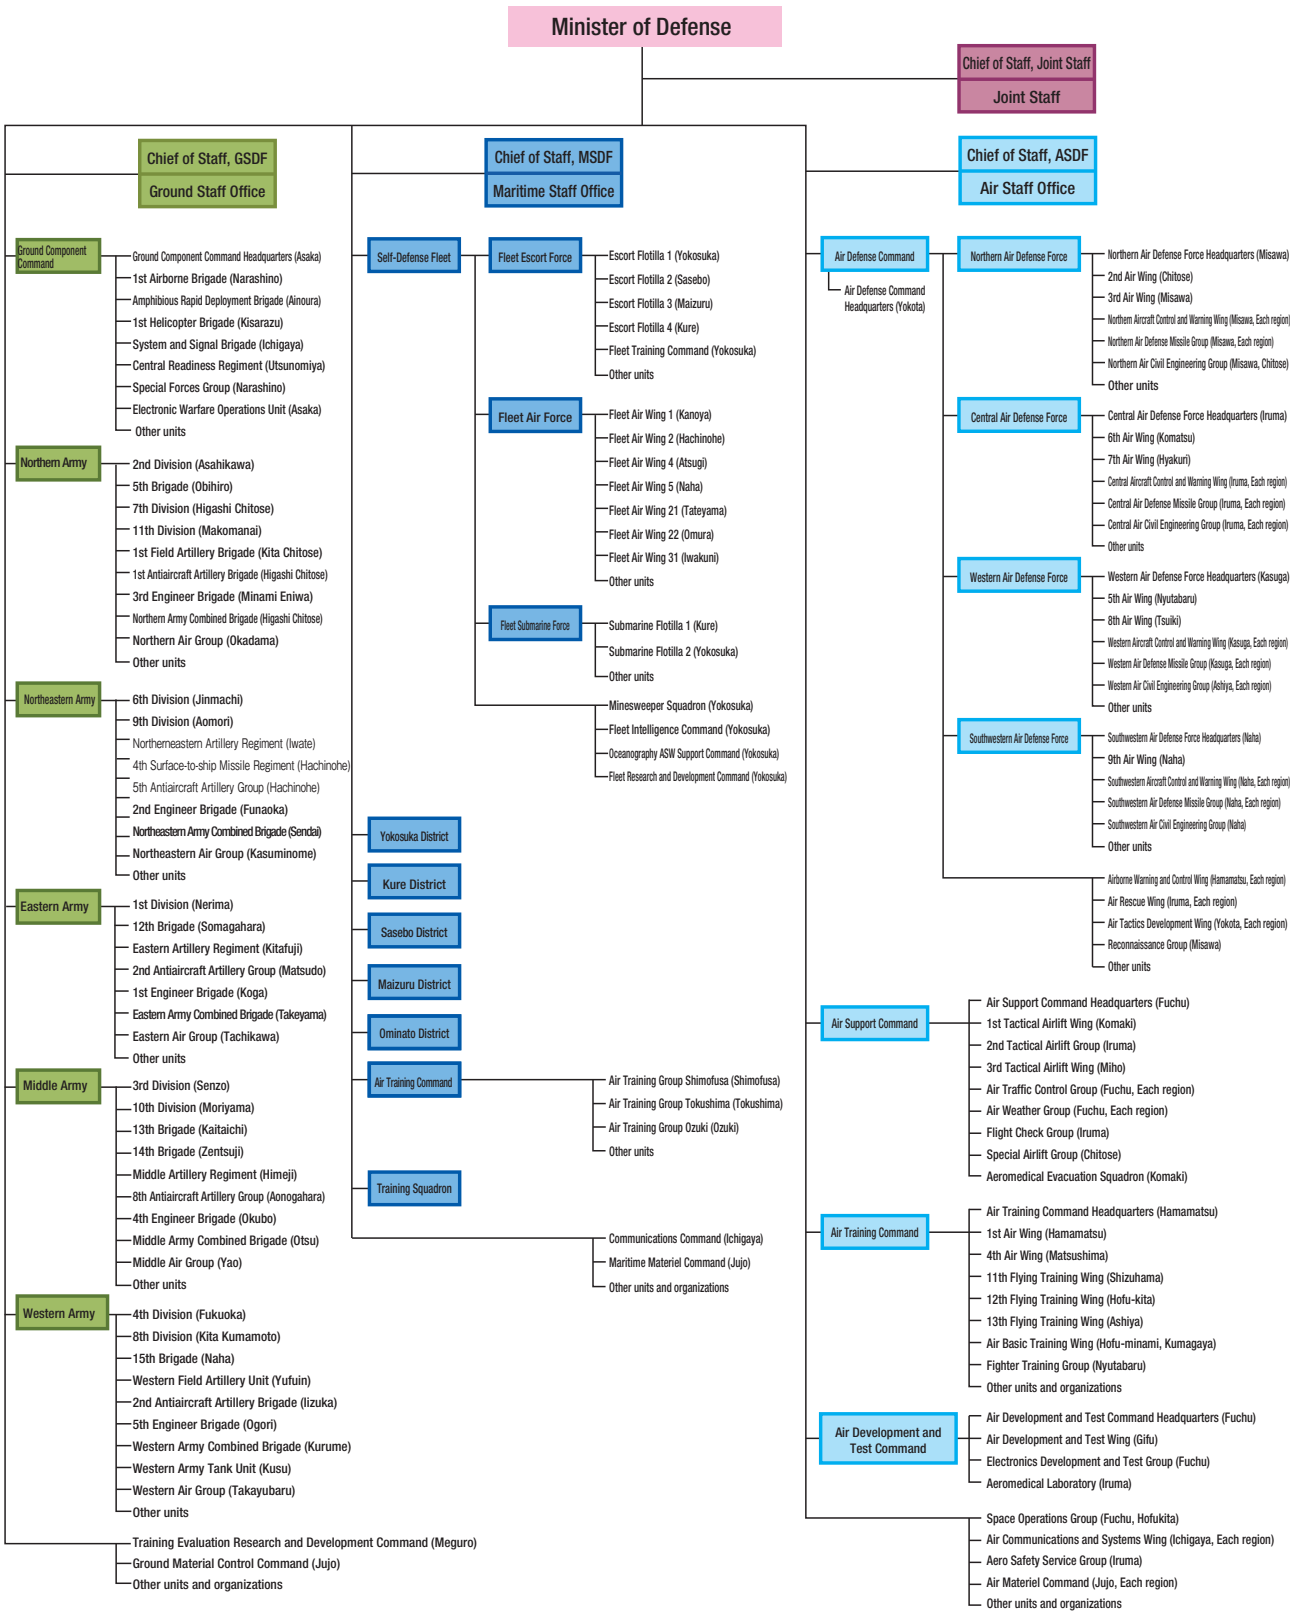 Minister of Defense
Chief of Staff, Joint Staff
Joint Staff
Chief of Staff, GSDF
Ground Staff Office
Ground Component
Command
Ground Component Command Headquarters (Asaka)
1st Airborne Brigade (Narashino)
Amphibious Rapid Deployment Brigade (Ainoura)
1st Helicopter Brigade (Kisarazu)
System and Signal Brigade (Ichigaya)
Central Readiness Regiment (Utsunomiya)
Special Forces Group (Narashino)
Electronic Warfare Operations Unit (Asaka)
Other units
Northern Army
2nd Division (Asahikawa)
5th Brigade (Obihiro)
7th Division (Higashi Chitose)
11th Division (Makomanai)
1st Field Artillery Brigade (Kita Chitose)
1st Antiaircraft Artillery Brigade (Higashi Chitose)
3rd Engineer Brigade (Minami Eniwa)
Northern Army Combined Brigade (Higashi Chitose)
Northern Air Group (Okadama)
Other units
Northeastern Army
6th Division (Jinmachi)
9th Division (Aomori)
Northerneastern Artillery Regiment (Iwate)
4th Surface-to-ship Missile Regiment (Hachinohe)
5th Antiaircraft Artillery Group (Hachinohe)
2nd Engineer Brigade (Funaoka)
Northeastern Army Combined Brigade (Sendai)
Northeastern Air Group (Kasuminome)
Other units
Eastern Army
1st Division (Nerima)
12th Brigade (Somagahara)
Eastern Artillery Regiment (Kitafuji)
2nd Antiaircraft Artillery Group (Matsudo)
1st Engineer Brigade (Koga)
Eastern Army Combined Brigade (Takeyama)
Eastern Air Group (Tachikawa)
Other units
Middle Army
3rd Division (Senzo)
10th Division (Moriyama)
13th Brigade (Kaitaichi)
14th Brigade (Zentsuji)
Middle Artillery Regiment (Himeji)
8th Antiaircraft Artillery Group (Aonogahara)
4th Engineer Brigade (Okubo)
Middle Army Combined Brigade (Otsu)
Middle Air Group (Yao)
Other units
Western Army
4th Division (Fukuoka)
8th Division (Kita Kumamoto)
15th Brigade (Naha)
Western Field Artillery Unit (Yufuin)
2nd Antiaircraft Artillery Brigade (Iizuka)
5th Engineer Brigade (Ogori)
Western Army Combined Brigade (Kurume)
Western Army Tank Unit (Kusu)
Western Air Group (Takayubaru)
Other units
Training Evaluation Research and Development Command (Meguro)
Ground Material Control Command (Jujo)
Other units and organizations
Chief of Staff, MSDF
Maritime Staff Office
Self-Defense Fleet
Fleet Escort Force
Escort Flotilla 1 (Yokosuka)
Escort Flotilla 2 (Sasebo)
Escort Flotilla 3 (Maizuru)
Escort Flotilla 4 (Kure)
Fleet Training Command (Yokosuka)
Other units
Fleet Air Force
Fleet Air Wing 1 (Kanoya)
Fleet Air Wing 2 (Hachinohe)
Fleet Air Wing 4 (Atsugi)
Fleet Air Wing 5 (Naha)
Fleet Air Wing 21 (Tateyama)
Fleet Air Wing 22 (Omura)
Fleet Air Wing 31 (Iwakuni)
Other units
Fleet Submarine Force
Submarine Flotilla 1 (Kure)
Submarine Flotilla 2 (Yokosuka)
Other units
Minesweeper Squadron (Yokosuka)
Fleet Intelligence Command (Yokosuka)
Oceanography ASW Support Command (Yokosuka)
Fleet Research and Development Command (Yokosuka)
Yokosuka District
Kure District
Sasebo District
Maizuru District
Ominato District
Air Training Command
Air Training Group Shimofusa (Shimofusa)
Air Training Group Tokushima (Tokushima)
Air Training Group Ozuki (Ozuki)
Other units
Training Squadron
Communications Command (Ichigaya)
Maritime Materiel Command (Jujo)
Other units and organizations
Chief of Staff, ASDF
Air Staff Office
Air Defense Command
Air Defense Command
Headquarters (Yokota)
Northern Air Defense Force
Northern Air Defense Force Headquarters (Misawa)
2nd Air Wing (Chitose)
3rd Air Wing (Misawa)
Northern Aircraft Control and Warning Wing (Misawa, Each region)
Northern Air Defense Missile Group (Misawa, Each region)
Northern Air Civil Engineering Group (Misawa, Chitose)
Other units
Central Air Defense Force
Central Air Defense Force Headquarters (Iruma)
6th Air Wing (Komatsu)
7th Air Wing (Hyakuri)
Central Aircraft Control and Warning Wing (Iruma, Each region)
Central Air Defense Missile Group (Iruma, Each region)
Central Air Civil Engineering Group (Iruma, Each region)
Other units
Western Air Defense Force
Western Air Defense Force Headquarters (Kasuga)
5th Air Wing (Nyutabaru)
8th Air Wing (Tsuiki)
Western Aircraft Control and Warning Wing (Kasuga, Each region)
Western Air Defense Missile Group (Kasuga, Each region)
Western Air Civil Engineering Group (Ashiya, Each region)
Other units
Southwestern Air Defense Force
Southwestern Air Defense Force Headquarters (Naha)
9th Air Wing (Naha)
Southwestern Aircraft Control and Warning Wing (Naha, Each region)
Southwestern Air Defense Missile Group (Naha, Each region)
Southwestern Air Civil Engineering Group (Naha)
Other units
Airborne Warning and Control Wing (Hamamatsu, Each region)
Air Rescue Wing (Iruma, Each region)
Air Tactics Development Wing (Yokota, Each region)
Reconnaissance Group (Misawa)
Other units
Air Support Command
Air Support Command Headquarters (Fuchu)
1st Tactical Airlift Wing (Komaki)
2nd Tactical Airlift Group (Iruma)
3rd Tactical Airlift Wing (Miho)
Air Traffic Control Group (Fuchu, Each region)
Air Weather Group (Fuchu, Each region)
Flight Check Group (Iruma)
Special Airlift Group (Chitose)
Aeromedical Evacuation Squadron (Komaki)
Air Training Command
Air Training Command Headquarters (Hamamatsu)
1st Air Wing (Hamamatsu)
4th Air Wing (Matsushima)
11th Flying Training Wing (Shizuhama)
12th Flying Training Wing (Hofu-kita)
13th Flying Training Wing (Ashiya)
Air Basic Training Wing (Hofu-minami, Kumagaya)
Fighter Training Group (Nyutabaru)
Other units and organizations
Air Development and
Test Command
Air Development and Test Command Headquarters (Fuchu)
Air Development and Test Wing (Gifu)
Electronics Development and Test Group (Fuchu)
Aeromedical Laboratory (Iruma)
Space Operations Group (Fuchu, Hofukita)
Air Communications and Systems Wing (Ichigaya, Each region)
Aero Safety Service Group (Iruma)
Air Materiel Command (Jujo, Each region)
Other units and organizations